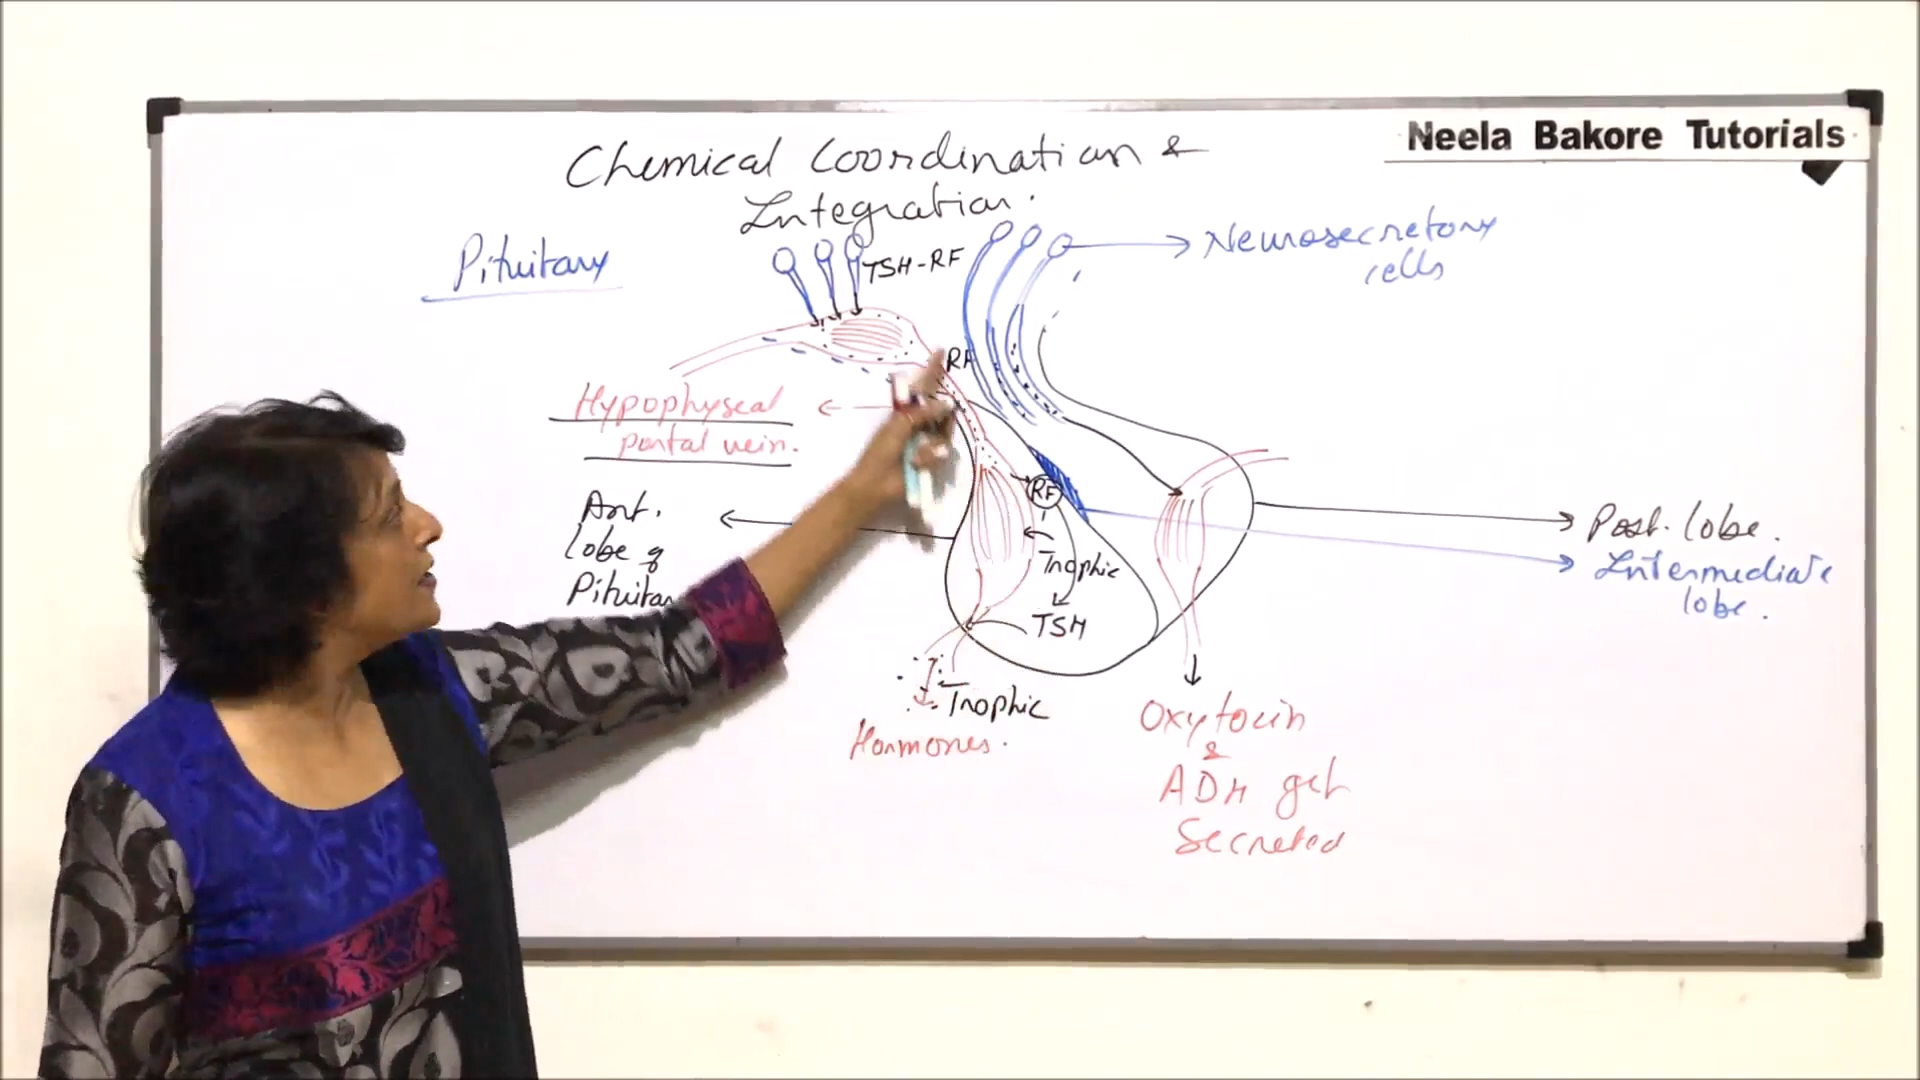 Neela Bakore Tutorials
Chemical Coordination &
Integration.
Pituitary
TSH-RF
Neurosecretory
cells
RF
Hypophyseal
portal vein.
Ant.
lobe of
Pituitar
RF
Trophic
TSH
Post. lobe.
Intermediate
lobe.
Trophic
Hormones.
Oxytocin
&
ADH get
Secreted